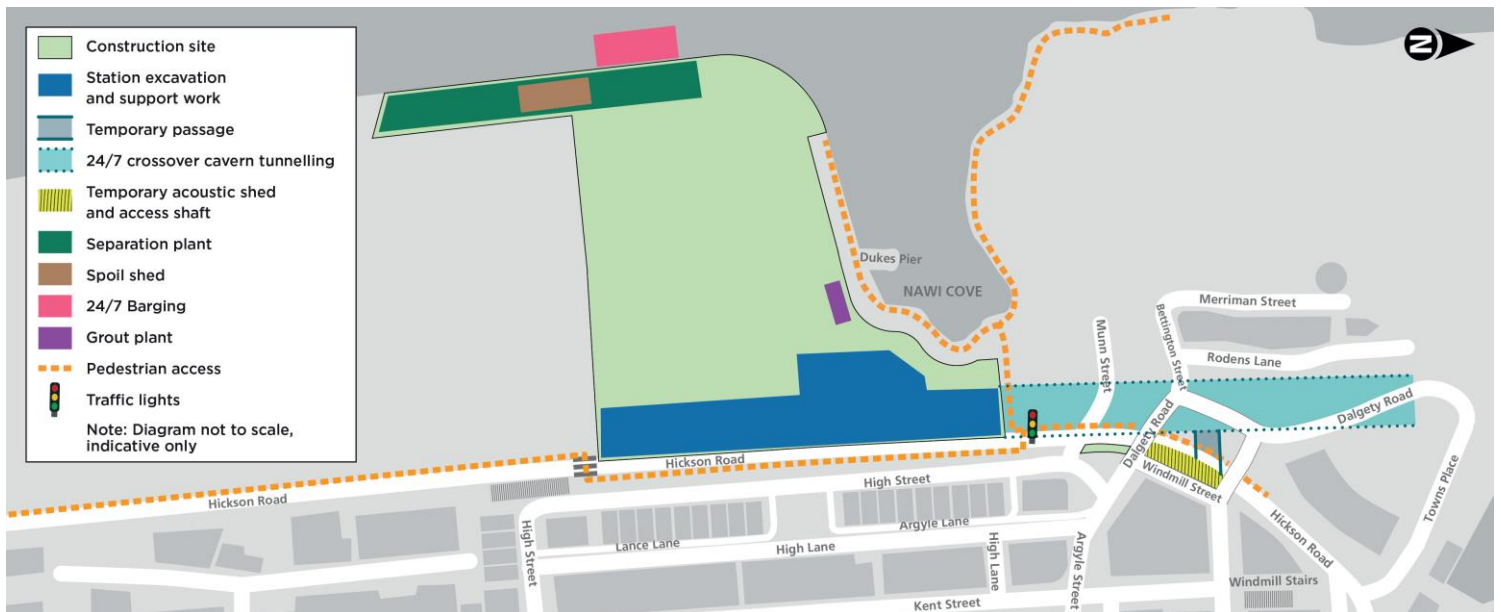 Construction site
Station excavation
and support work
Temporary passage
24/7 crossover cavern tunnelling
Temporary acoustic shed
and access shaft
Separation plant
Spoil shed
24/7 Barging
Grout plant
Pedestrian access
Traffic lights
Note: Diagram not to scale,
indicative only
N
Dukes Pier
NAWI COVE
Merriman Street
Bettington Street
Munn Street
Rodens Lane
Dalgety Road
Dalgety Road
Towns Place
Hickson Road
Windmill Street
Hickson Road
High Street
Hickson Road
High Street
Lance Lane
Argyle Lane
High Lane
High Lane
Argyle Street
Windmill Stairs
Kent Street